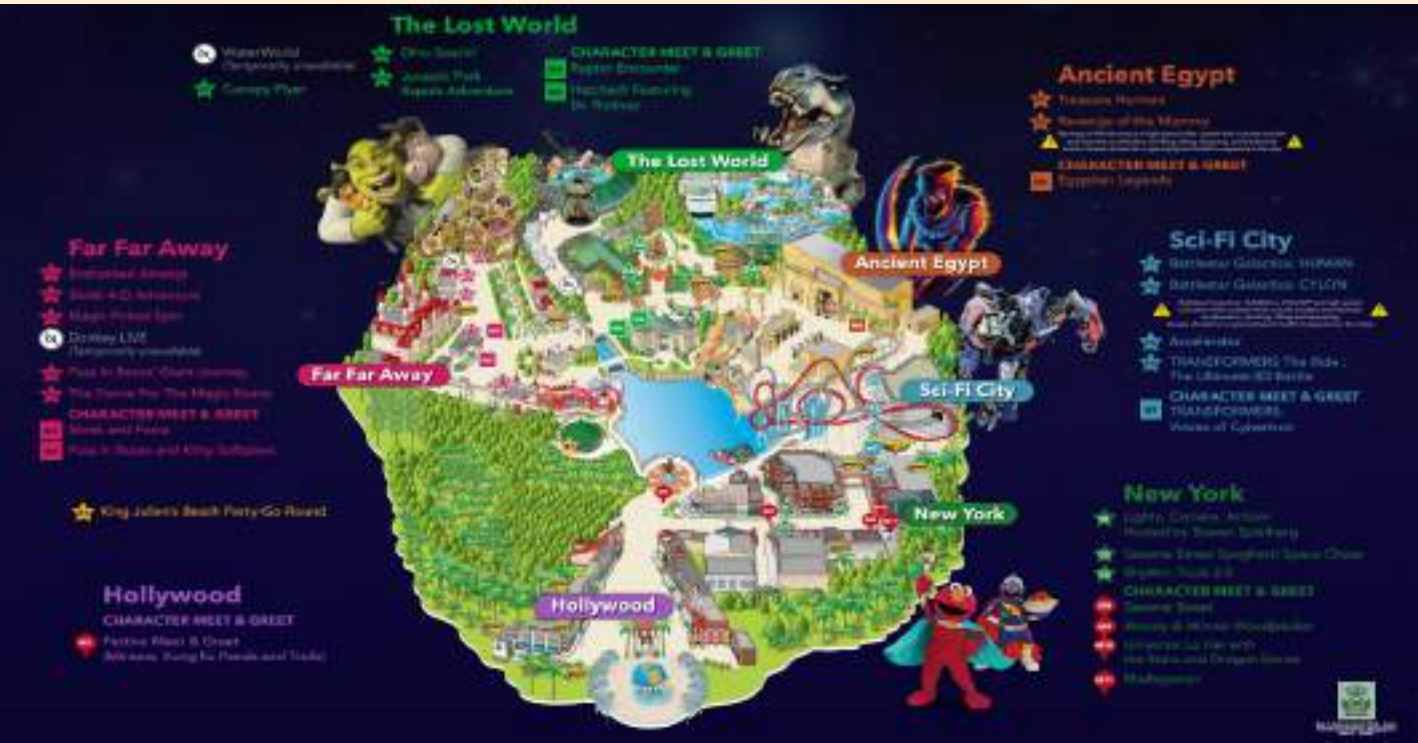 The Lost World
WaterWorld
(Temporarily unavailable)
Canopy Flyer
Dino-Soarin'
Jurassic Park
Rapids Adventure
CHARACTER MEET & GREET
Raptor Encounter
Hatched! Featuring
Dr. Rodney
Ancient Egypt
Treasure Hunters
Revenge of the Mummy
CHARACTER MEET & GREET
Egyptian Legends
The Lost World
Ancient Egypt
Far Far Away
Enchanted Airways
Shrek 4-D Adventure
Magic Potion Spin
Donkey LIVE
(Temporarily unavailable)
Puss In Boots' Giant Journey
The Dance For The Magic Beans
CHARACTER MEET & GREET
Shrek and Fiona
Puss In Boots and Kitty Softpaws
Sci-Fi City
Battlestar Galactica: HUMAN
Battlestar Galactica: CYLON
Accelerator
TRANSFORMERS The Ride :
The Ultimate 3D Battle
CHARACTER MEET & GREET
TRANSFORMERS:
Voices of Cybertron
Far Far Away
Sci-Fi City
King Julien's Beach Party-Go-Round
New York
Lights, Camera, Action!
Hosted by Steven Spielberg
Sesame Street Spaghetti Space Chase
CHARACTER MEET & GREET
Sesame Street
Woody & Winnie Woodpecker
Madagascar
New York
Hollywood
CHARACTER MEET & GREET
Festive Meet & Greet
Hollywood